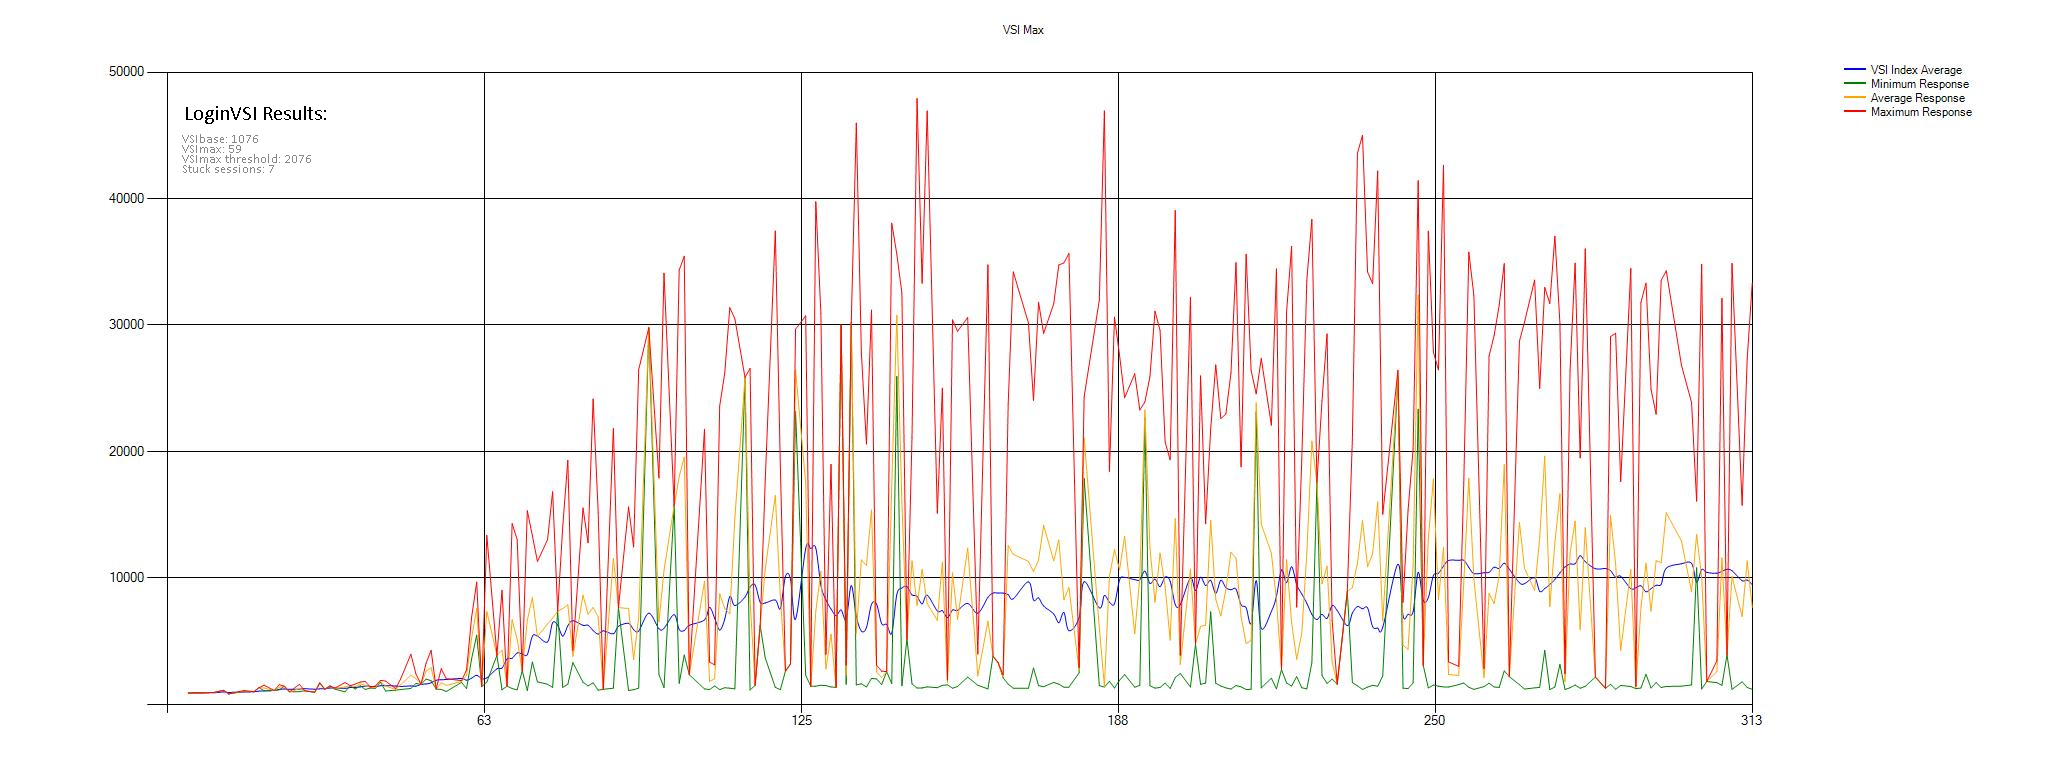 VSI Max
50000
40000
30000
20000
10000
LoginVSI Results:
VSIbase: 1076
VSImax: 59
VSImax threshold: 2076
Stuck sessions: 7
VSI Index Average
Minimum Response
Average Response
Maximum Response
63
125
188
250
313